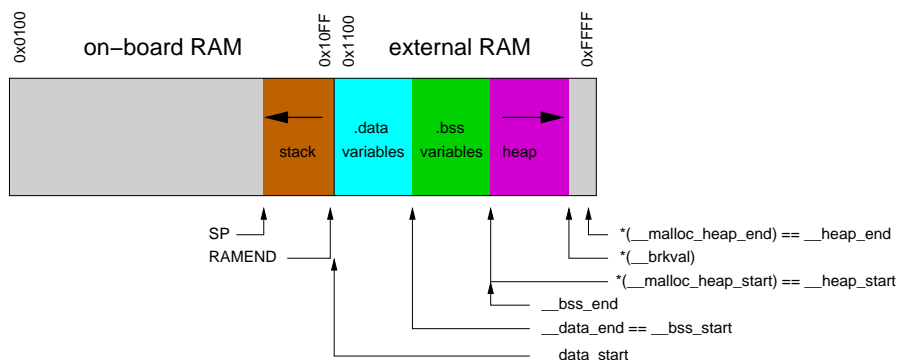 0x0100
on−board RAM
0x10FF
0x1100
external RAM
0xFFFF
stack
.data
variables
.bss
variables
heap
SP
RAMEND
*(__malloc_heap_end) == __heap_end
*(__brkval)
*(__malloc_heap_start) == __heap_start
__bss_end
__data_end == __bss_start
__data_start